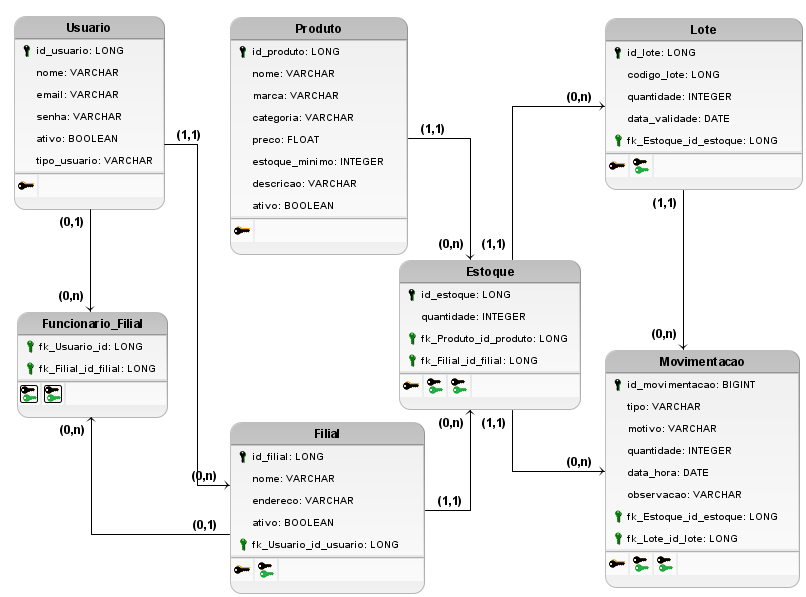 Usuario
id_usuario: LONG
nome: VARCHAR
email: VARCHAR
senha: VARCHAR
ativo: BOOLEAN
tipo_usuario: VARCHAR
(1,1)
(0,1)
Produto
id_produto: LONG
nome: VARCHAR
marca: VARCHAR
categoria: VARCHAR
preco: FLOAT
estoque_minimo: INTEGER
descricao: VARCHAR
ativo: BOOLEAN
(1,1)
(0,n)
Lote
id_lote: LONG
codigo_lote: LONG
quantidade: INTEGER
data_validade: DATE
fk_Estoque_id_estoque: LONG
(0,n)
(1,1)
(1,1)
Estoque
id_estoque: LONG
quantidade: INTEGER
fk_Produto_id_produto: LONG
fk_Filial_id_filial: LONG
(0,n)
(1,1)
(0,n)
Funcionario_Filial
fk_Usuario_id: LONG
fk_Filial_id_filial: LONG
(0,n)
(0,n)
(0,1)
Filial
id_filial: LONG
nome: VARCHAR
endereco: VARCHAR
ativo: BOOLEAN
fk_Usuario_id_usuario: LONG
(1,1)
(0,n)
(0,n)
Movimentacao
id_movimentacao: BIGINT
tipo: VARCHAR
motivo: VARCHAR
quantidade: INTEGER
data_hora: DATE
observacao: VARCHAR
fk_Estoque_id_estoque: LONG
fk_Lote_id_lote: LONG